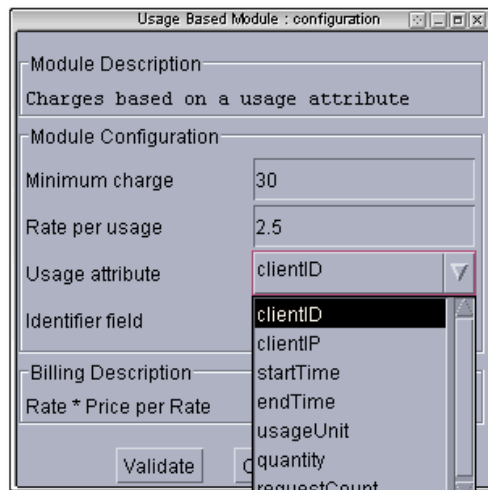 Usage Based Module : configuration
Module Description
Charges based on a usage attribute
Module Configuration
Minimum charge 30
Rate per usage 2.5
Usage attribute clientID
Identifier field
clientID
clientIP
startTime
endTime
usageUnit
quantity
requestCount
Billing Description
Rate * Price per Rate
Validate